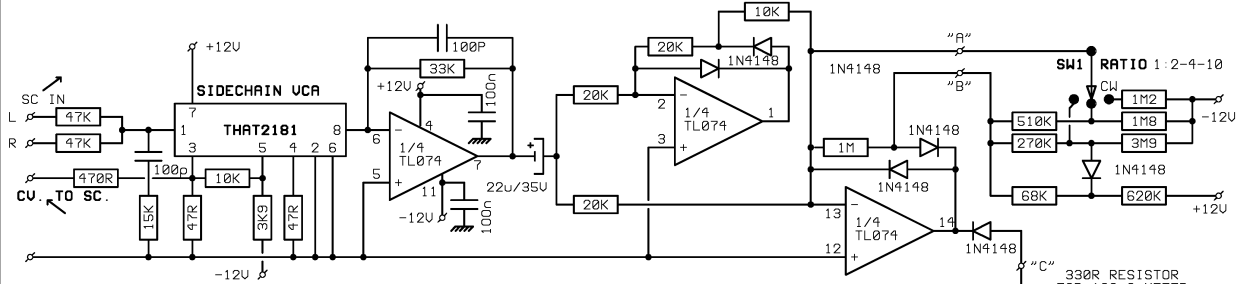 10K
20K
1N4148
100P
33K
+12V
+12V
SIDECHAIN VCA
SC IN
L
47K
R
47K
7
1
THAT2181
8
3 5 4 2 6
100p
470R
10K
CV. TO SC.
15K
47R
3K9
47R
-12V
6
4
1/4
TL074
7
5
11
-12V
100n
100n
22u/35V
20K
20K
2
1/4
TL074
1
3
1N4148
"A"
"B"
1M
1N4148
1N4148
13
1/4
TL074
14
12
1N4148
"C"
SW1 RATIO 1:2-4-10
CW
1M2
510K
1M8
-12V
270K
3M9
1N4148
68K
620K
+12V
330R RESISTOR